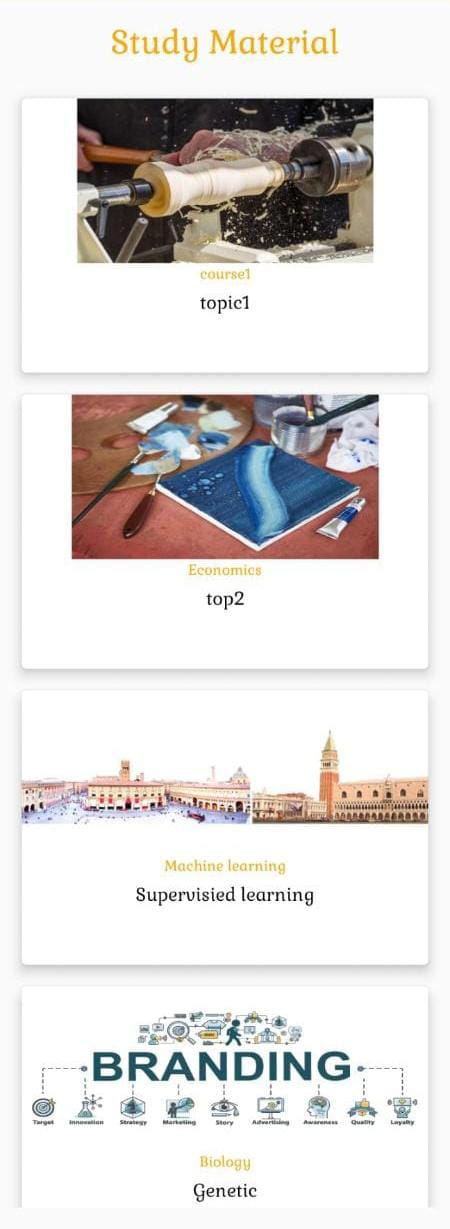 Study Material
course1
topic1
Economics
top2
Machine learning
Supervisied learning
BRANDING
Target Innovation Strategy Marketing Story Advertising Awareness Quality Loyalty
Biology
Genetic